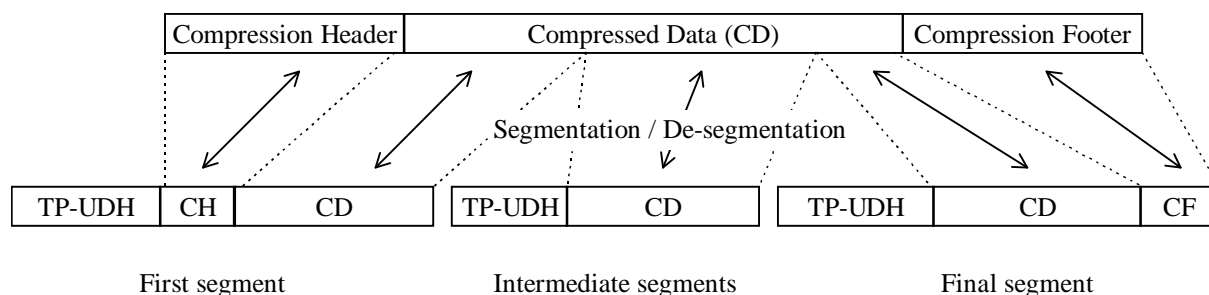 Compression Header Compressed Data (CD) Compression Footer
Segmentation / De-segmentation
TP-UDH CH CD TP-UDH CD TP-UDH CD CF
First segment Intermediate segments Final segment